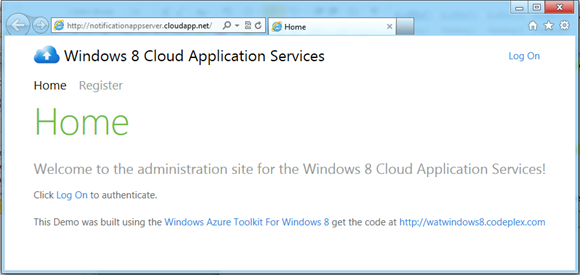 http://notificationappserver.cloudapp.net/
Home
Windows 8 Cloud Application Services
Log On
Home Register
Home
Welcome to the administration site for the Windows 8 Cloud Application Services!
Click Log On to authenticate.
This Demo was built using the Windows Azure Toolkit For Windows 8 get the code at http://watwindows8.codeplex.com